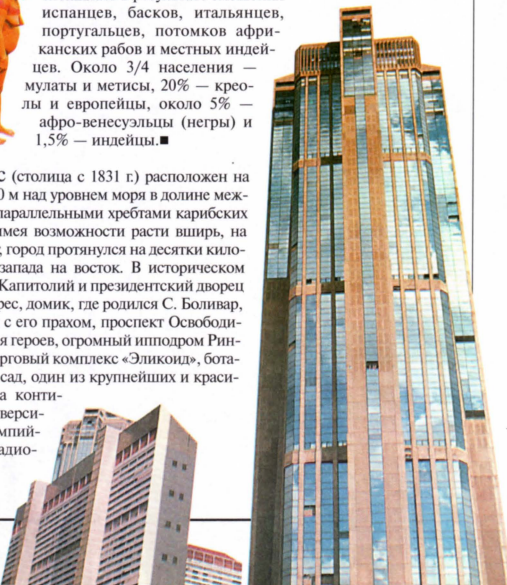 испанцев, басков, итальянцев,
португальцев, потомков афри-
канских рабов и местных индей-
цев. Около 3/4 населения —
мулаты и метисы, 20% — крео-
лы и европейцы, около 5% —
афро-венесуэльцы (негры) и
1,5% — индейцы.■
с (столица с 1831 г.) расположен на
0 м над уровнем моря в долине меж-
параллельными хребтами карибских
имея возможности расти вширь, на
город протянулся на десятки кило-
запада на восток. В историческом
Капитолий и президентский дворец
рес, домик, где родился С. Боливар,
с его прахом, проспект Освободи-
я героев, огромный ипподром Рин-
рговый комплекс «Эликоид», бота-
сад, один из крупнейших и краси-
а конти-
верси-
мпий-
адио-